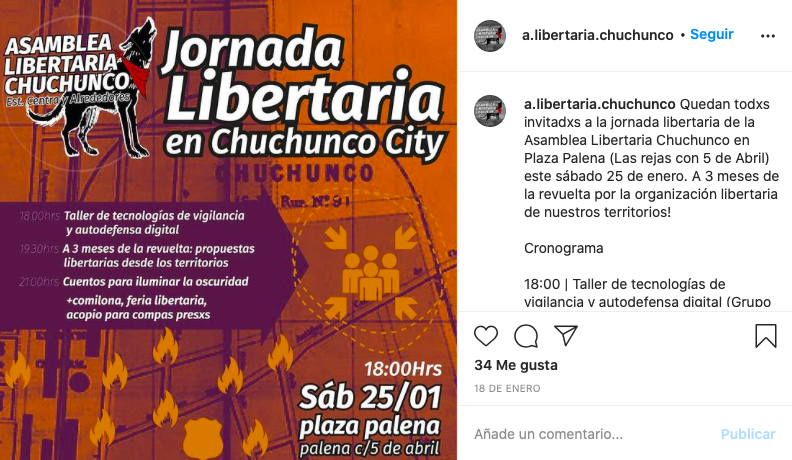 ASAMBLEA
LIBERTARIA
CHUCHUNCO
Est. Central y Alrededores
Jornada
Libertaria
en Chuchunco City
CHUCHUNCO
Rur. Nº 91
18:00hrs Taller de tecnologías de vigilancia
y autodefensa digital
19:30hrs A 3 meses de la revuelta: propuestas
libertarias desde los territorios
21:00hrs Cuentos para iluminar la oscuridad
+comilona, feria libertaria,
acopio para compas presxs
18:00Hrs
Sáb 25/01
plaza palena
palena c/5 de abril
a.libertaria.chuchunco • Seguir
a.libertaria.chuchunco Quedan todxs
invitadxs a la jornada libertaria de la
Asamblea Libertaria Chuchunco en
Plaza Palena (Las rejas con 5 de Abril)
este sábado 25 de enero. A 3 meses de
la revuelta por la organización libertaria
de nuestros territorios!
Cronograma
18:00 | Taller de tecnologías de
vigilancia y autodefensa digital (Grupo
34 Me gusta
18 DE ENERO
Añade un comentario...
Publicar